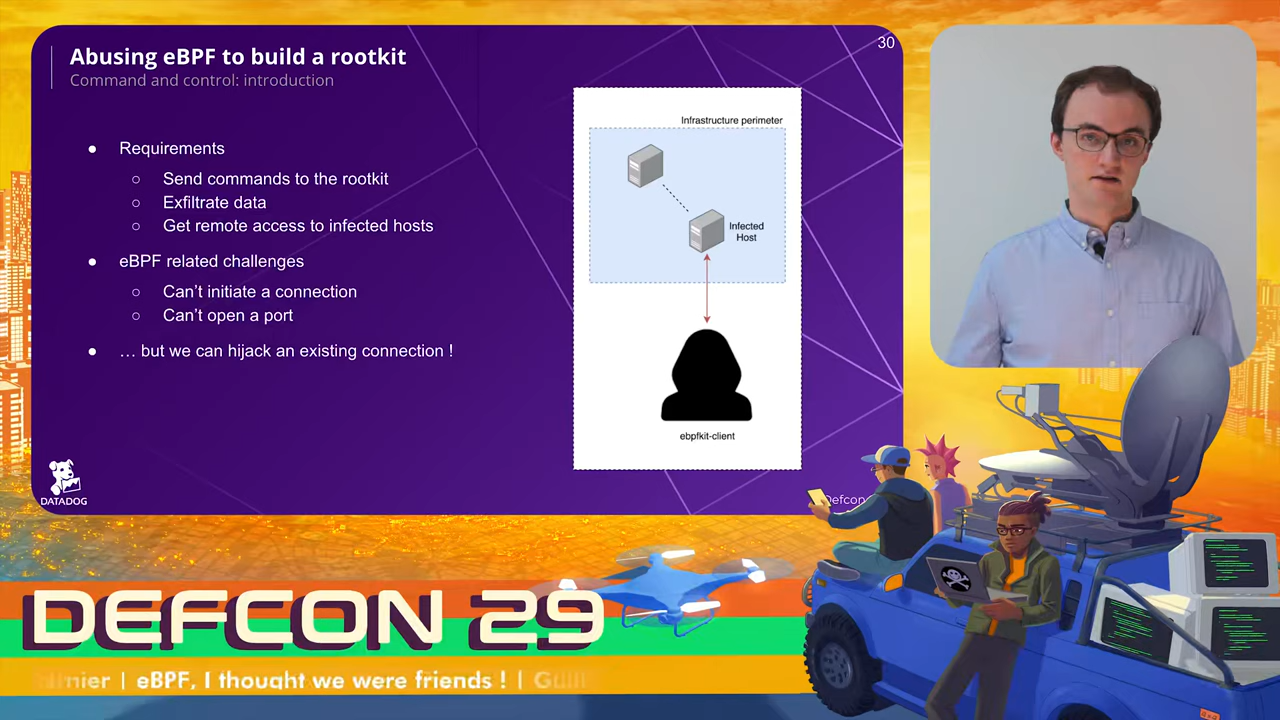 Abusing eBPF to build a rootkit
30
Command and control: introduction
● Requirements
○ Send commands to the rootkit
○ Exfiltrate data
○ Get remote access to infected hosts
● eBPF related challenges
○ Can’t initiate a connection
○ Can’t open a port
● … but we can hijack an existing connection !
Infrastructure perimeter
Infected
Host
ebpfkit-client
DATADOG
Defcon
DEFCON 29
| eBPF, I thought we were friends ! |